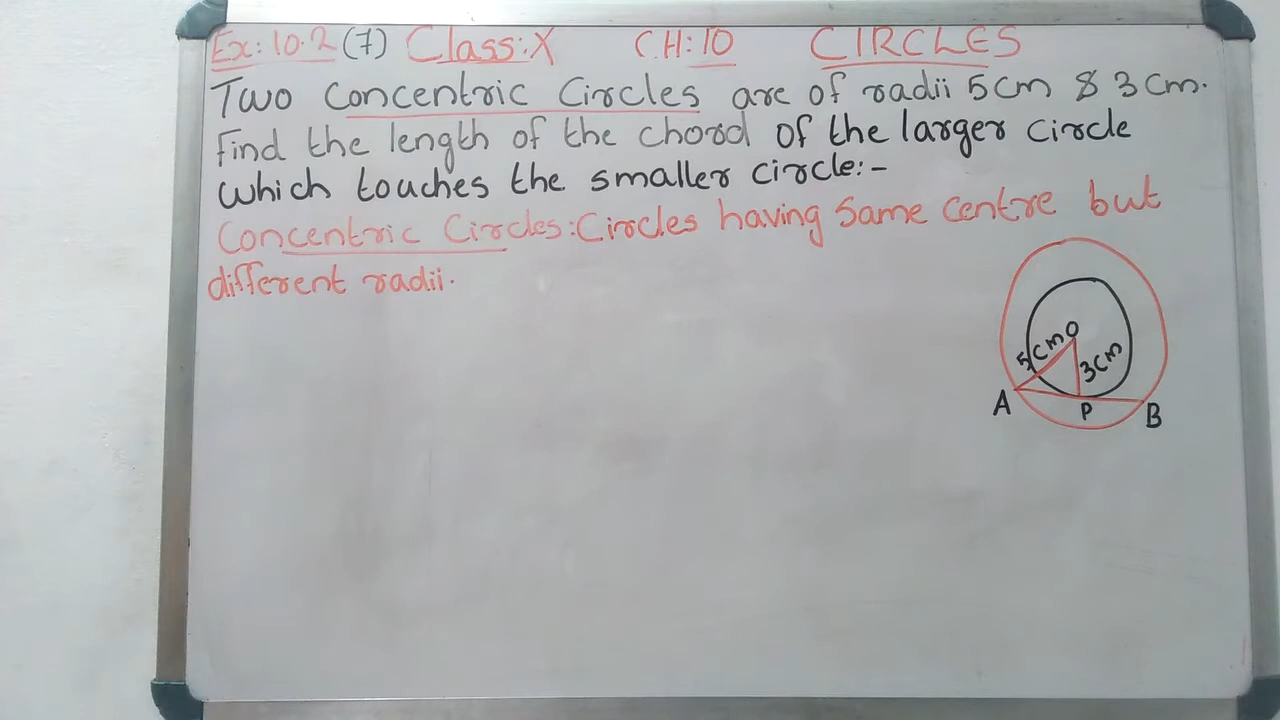 Ex: 10.2 (7) Class:X CH:10 CIRCLES
Two Concentric Circles are of radii 5cm & 3cm.
Find the length of the chord of the larger circle
which touches the smaller circle:-
Concentric Circles:Circles having same centre but
different radii.
O
5cm
3cm
A
P
B